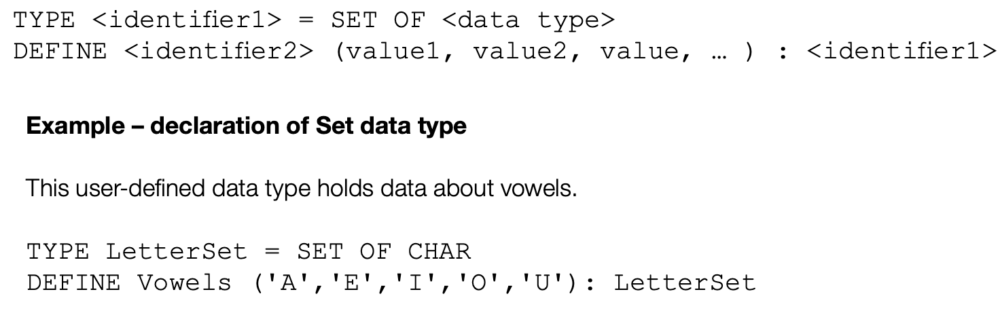 TYPE <identifier1> = SET OF <data type>
DEFINE <identifier2> (value1, value2, value, … ) : <identifier1>
Example – declaration of Set data type
This user-defined data type holds data about vowels.
TYPE LetterSet = SET OF CHAR
DEFINE Vowels ('A','E','I','O','U'): LetterSet